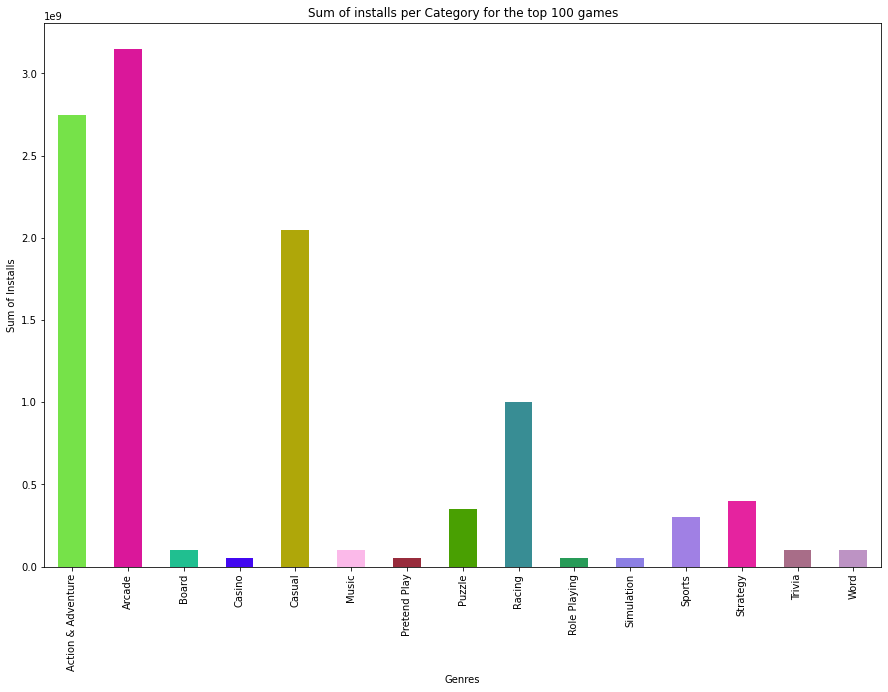 Sum of installs per Category for the top 100 games
1e9
3.0
2.5
2.0
1.5
1.0
0.5
0.0
Sum of Installs
Action & Adventure
Arcade
Board
Casino
Casual
Music
Pretend Play
Puzzle
Racing
Role Playing
Simulation
Sports
Strategy
Trivia
Word
Genres